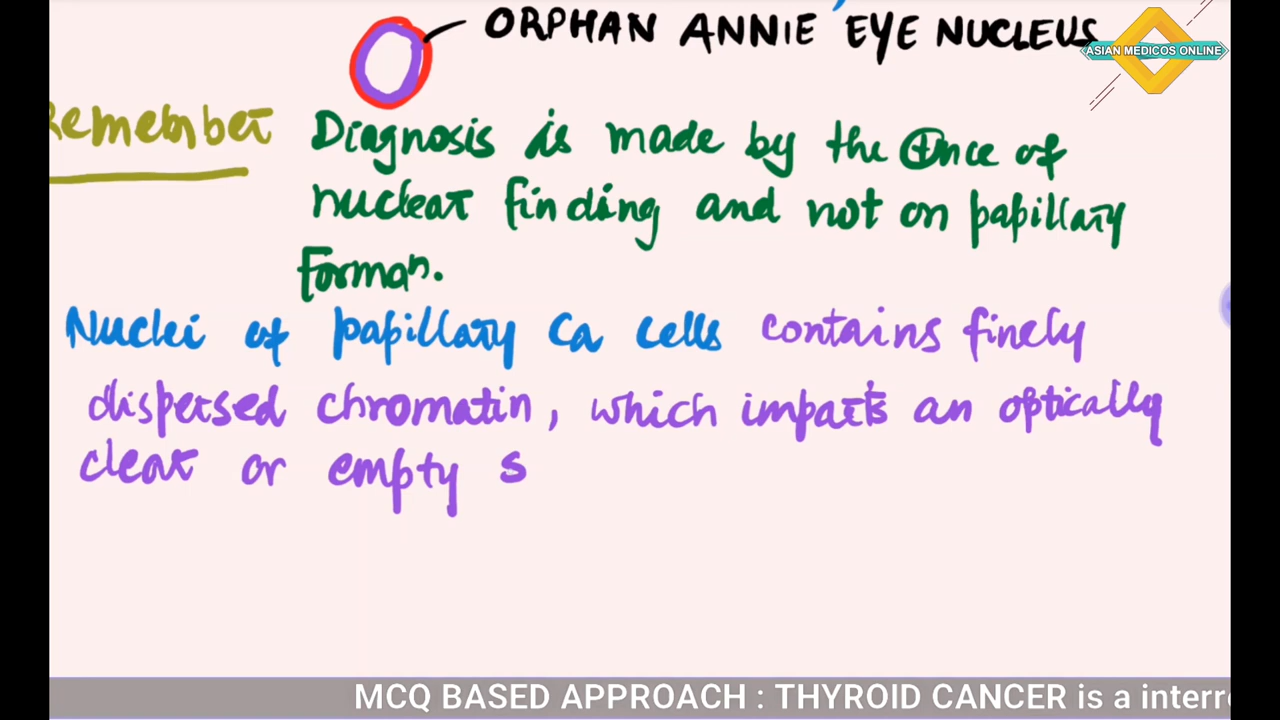 ORPHAN ANNIE EYE NUCLEUS
ASIAN MEDICOS ONLINE
Remember Diagnosis is made by the ⊕nce of
nuclear finding and not on papillary
Formaⁿ.
Nuclei of papillary Ca cells contains finely
dispersed chromatin, which imparts an optically
clear or empty s
MCQ BASED APPROACH : THYROID CANCER is a interr